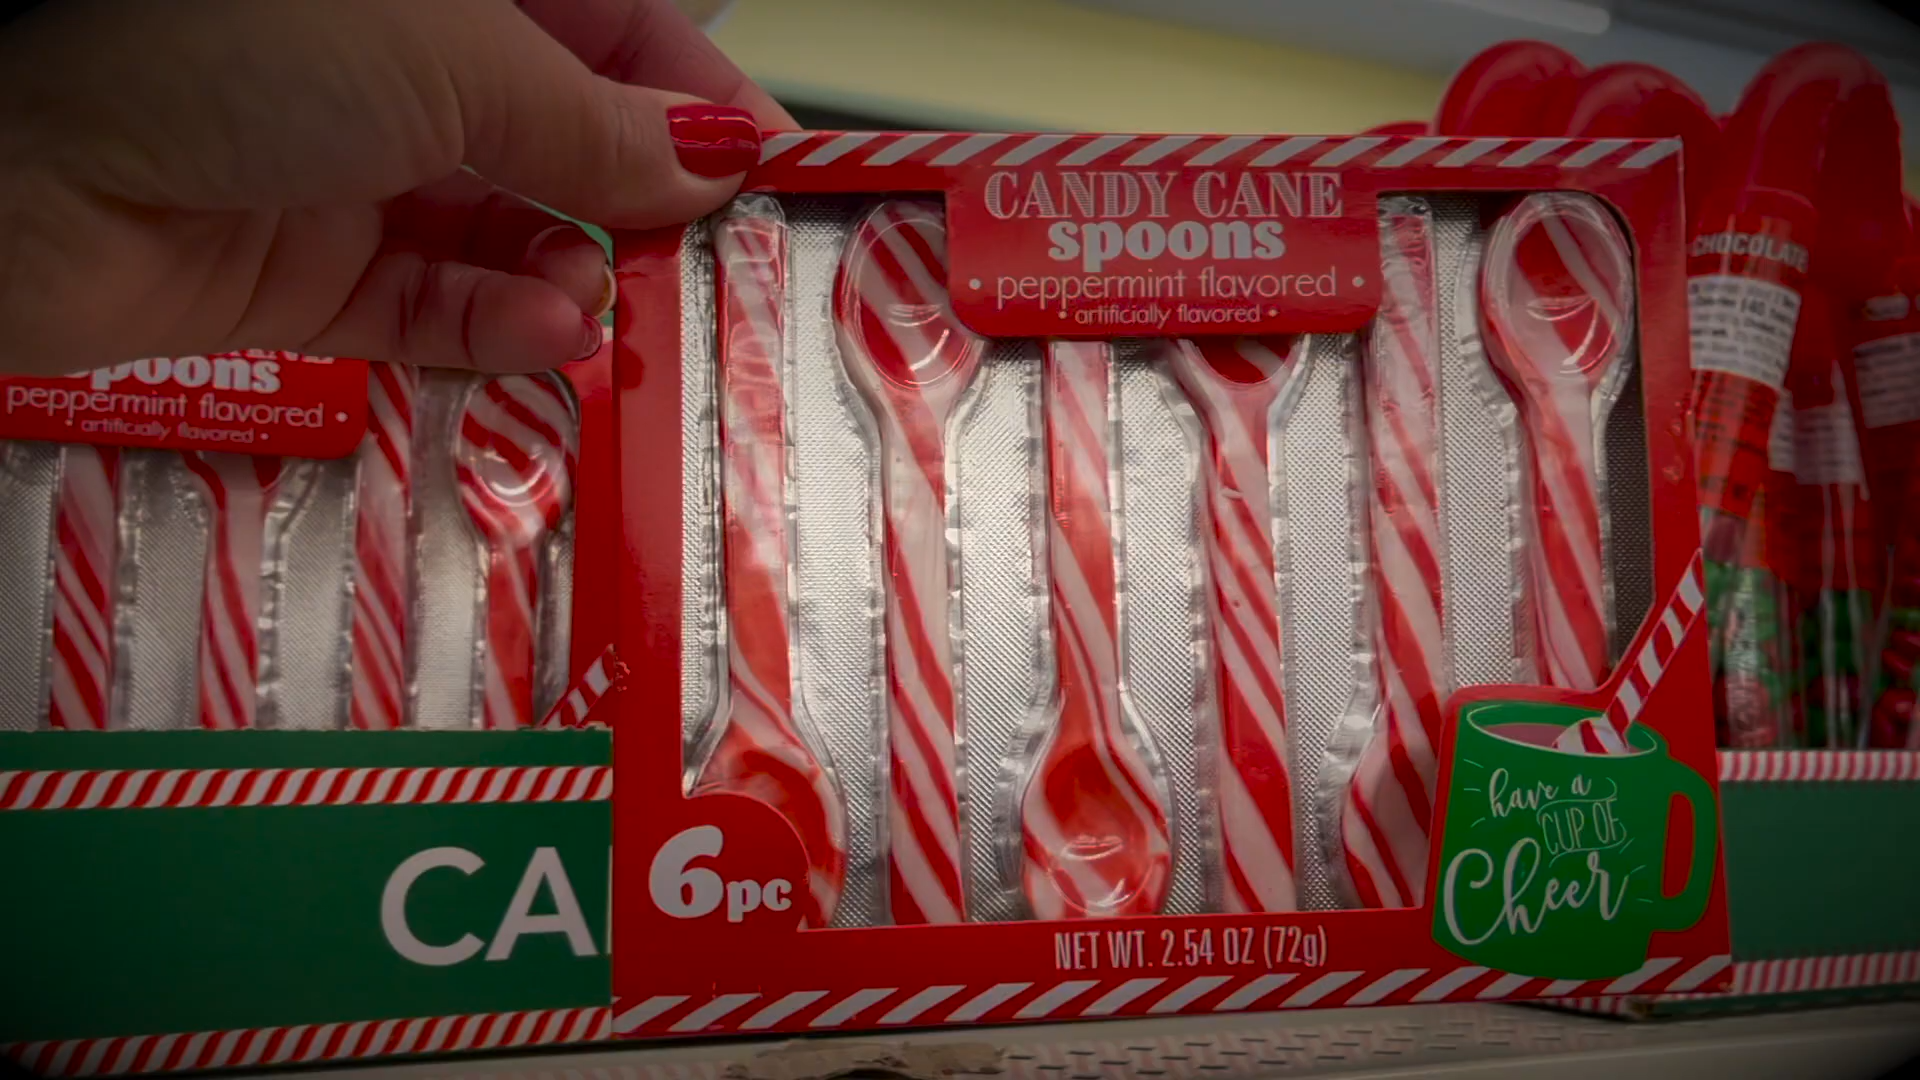 CANDY CANE
spoons
• peppermint flavored •
• artificially flavored •
spoons
peppermint flavored •
• artificially flavored •
CHOCOLATE
have a
CUP OF
Cheer
6pc
CA
NET WT. 2.54 OZ (72g)